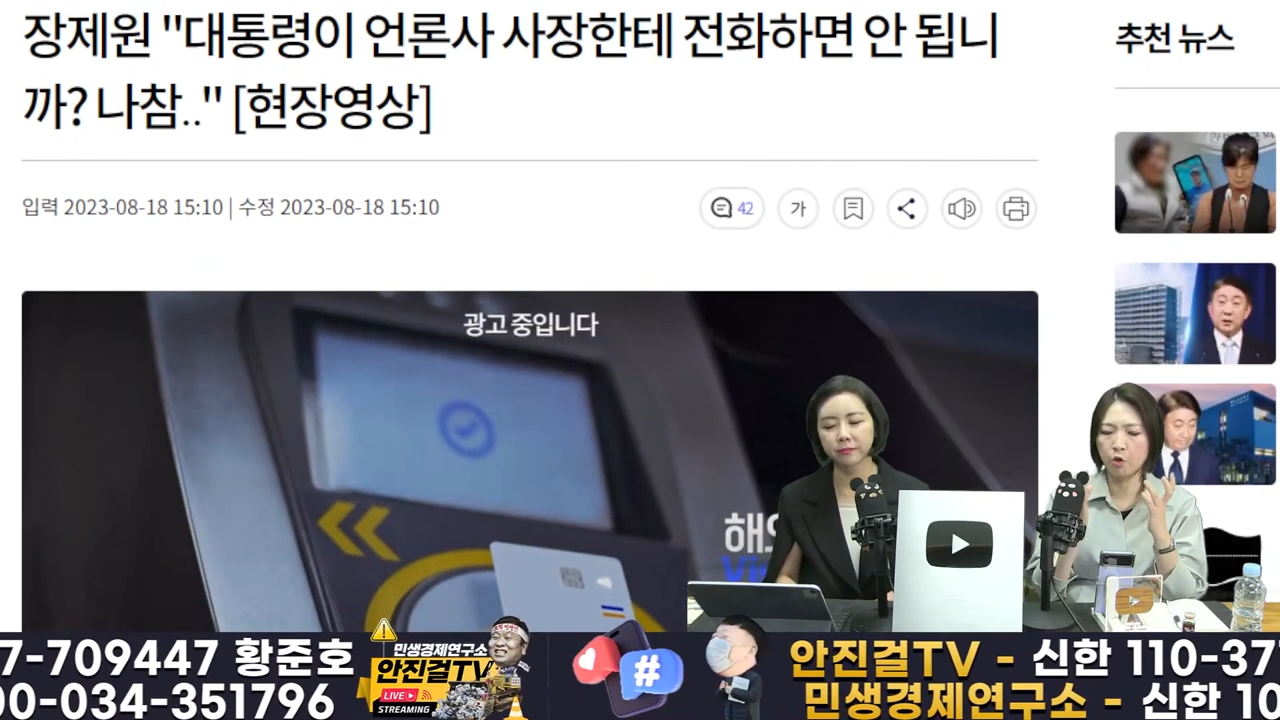 장제원 "대통령이 언론사 사장한테 전화하면 안 됩니
까? 나참.." [현장영상]
추천 뉴스
입력 2023-08-18 15:10 | 수정 2023-08-18 15:10
42
가
광고 중입니다
해외
7-709447 황준호
00-034-351796
민생경제연구소
안진걸TV
LIVE
STREAMING
#
안진걸TV - 신한 110-37
민생경제연구소 - 신한 10